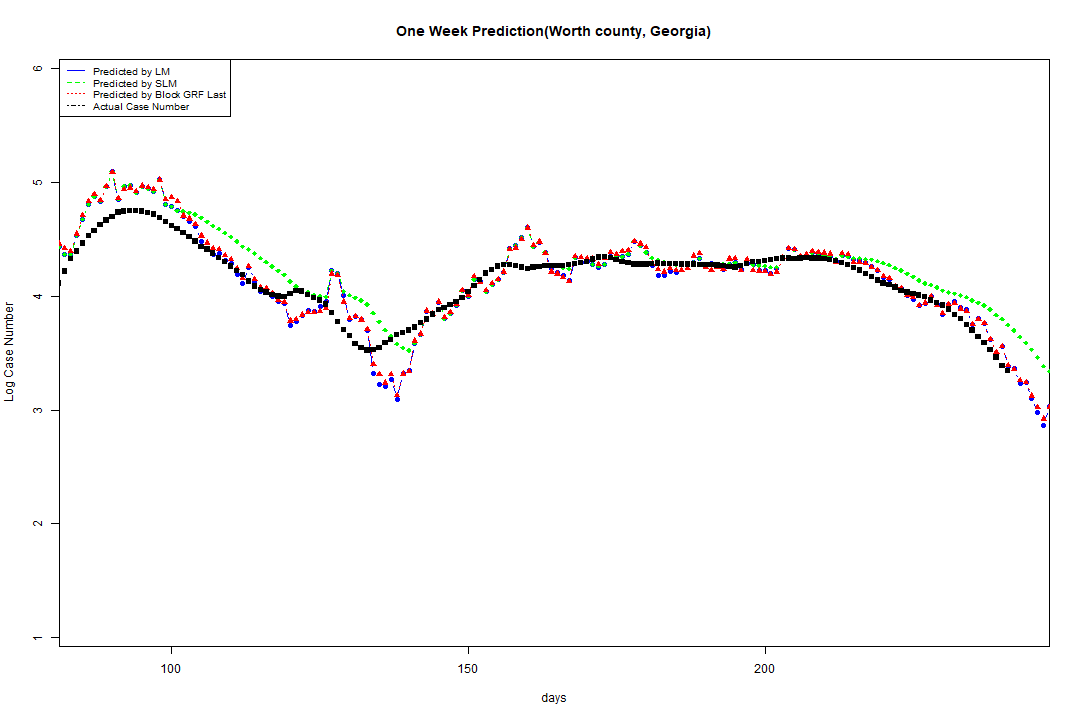 One Week Prediction(Worth county, Georgia)
Predicted by LM
Predicted by SLM
Predicted by Block GRF Last
Actual Case Number
6
5
4
3
2
1
Log Case Number
100 150 200
days